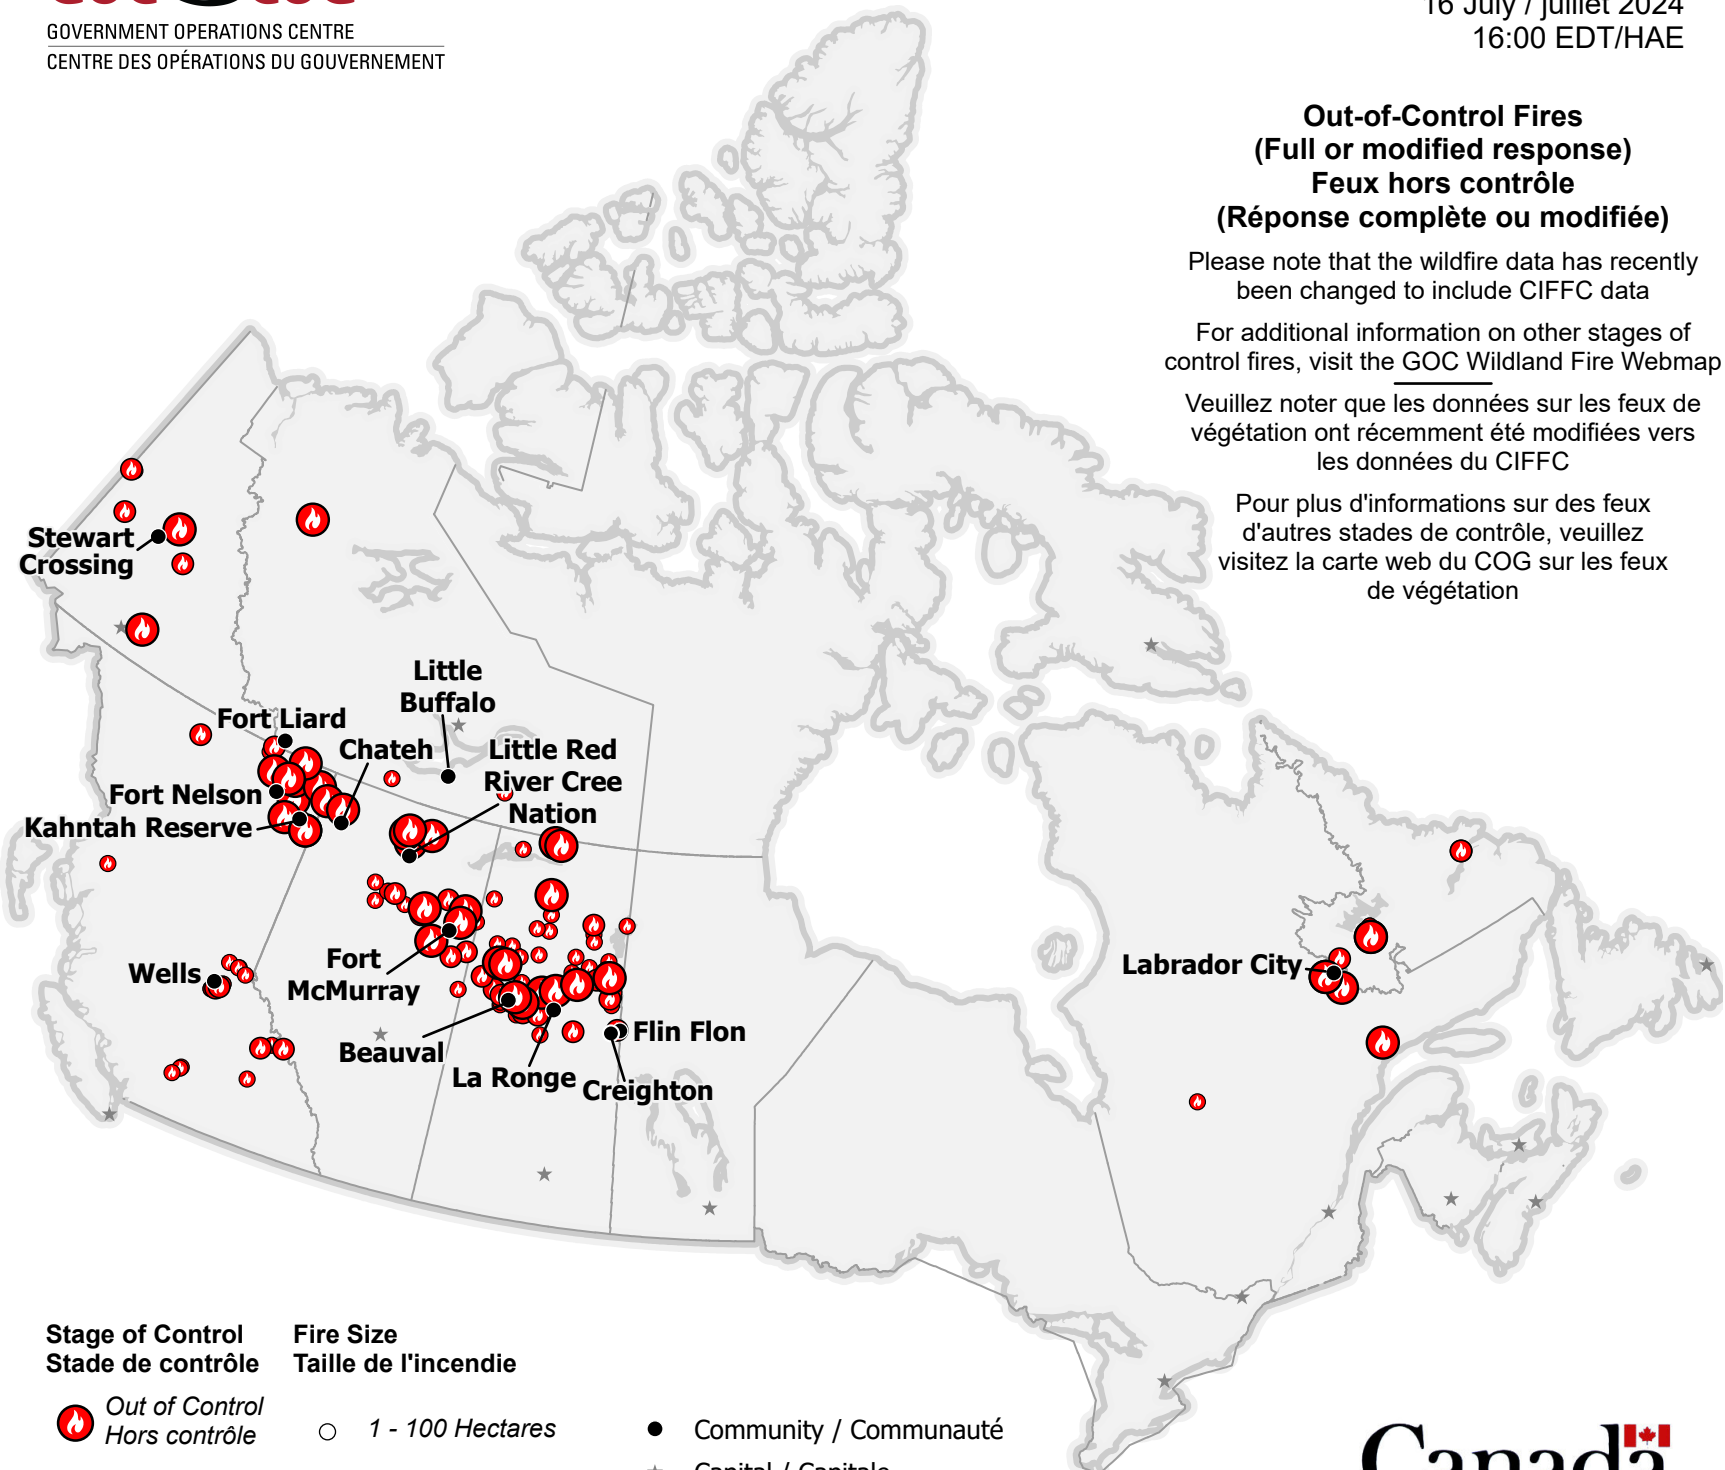 GOVERNMENT OPERATIONS CENTRE
CENTRE DES OPÉRATIONS DU GOUVERNEMENT
16 July / juillet 2024
16:00 EDT/HAE
Out-of-Control Fires
(Full or modified response)
Feux hors contrôle
(Réponse complète ou modifiée)
Please note that the wildfire data has recently
been changed to include CIFFC data
For additional information on other stages of
control fires, visit the GOC Wildland Fire Webmap
Veuillez noter que les données sur les feux de
végétation ont récemment été modifiées vers
les données du CIFFC
Pour plus d'informations sur des feux
d'autres stades de contrôle, veuillez
visitez la carte web du COG sur les feux
de végétation
Stewart
Crossing
Little
Buffalo
Fort Liard
Chateh
Little Red
River Cree
Nation
Fort Nelson
Kahntah Reserve
Wells
Fort
McMurray
Labrador City
Beauval
Flin Flon
La Ronge
Creighton
Stage of Control
Stade de contrôle
Out of Control
Hors contrôle
Fire Size
Taille de l'incendie
1 - 100 Hectares
Community / Communauté
Capital / Capitale
Canada